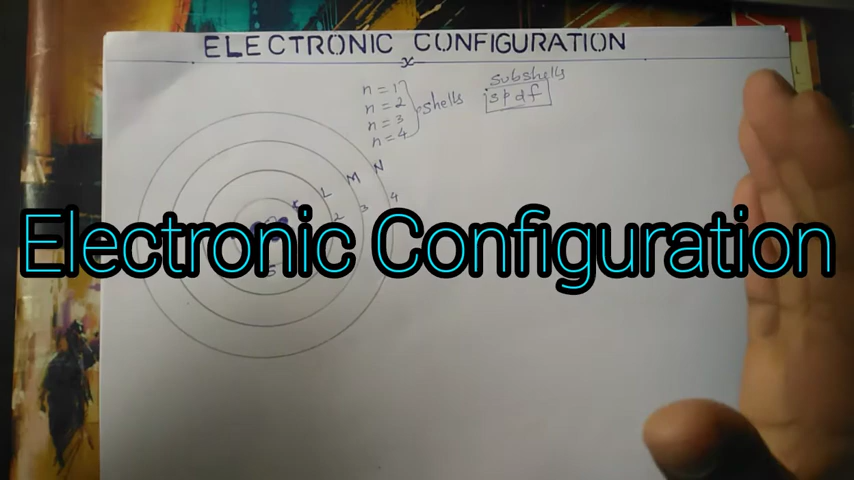 ELECTRONIC CONFIGURATION
x
n = 1
n = 2
n = 3
n = 4
shells
subshells
s p d f
K L M N
2 3 4
Electronic Configuration
S